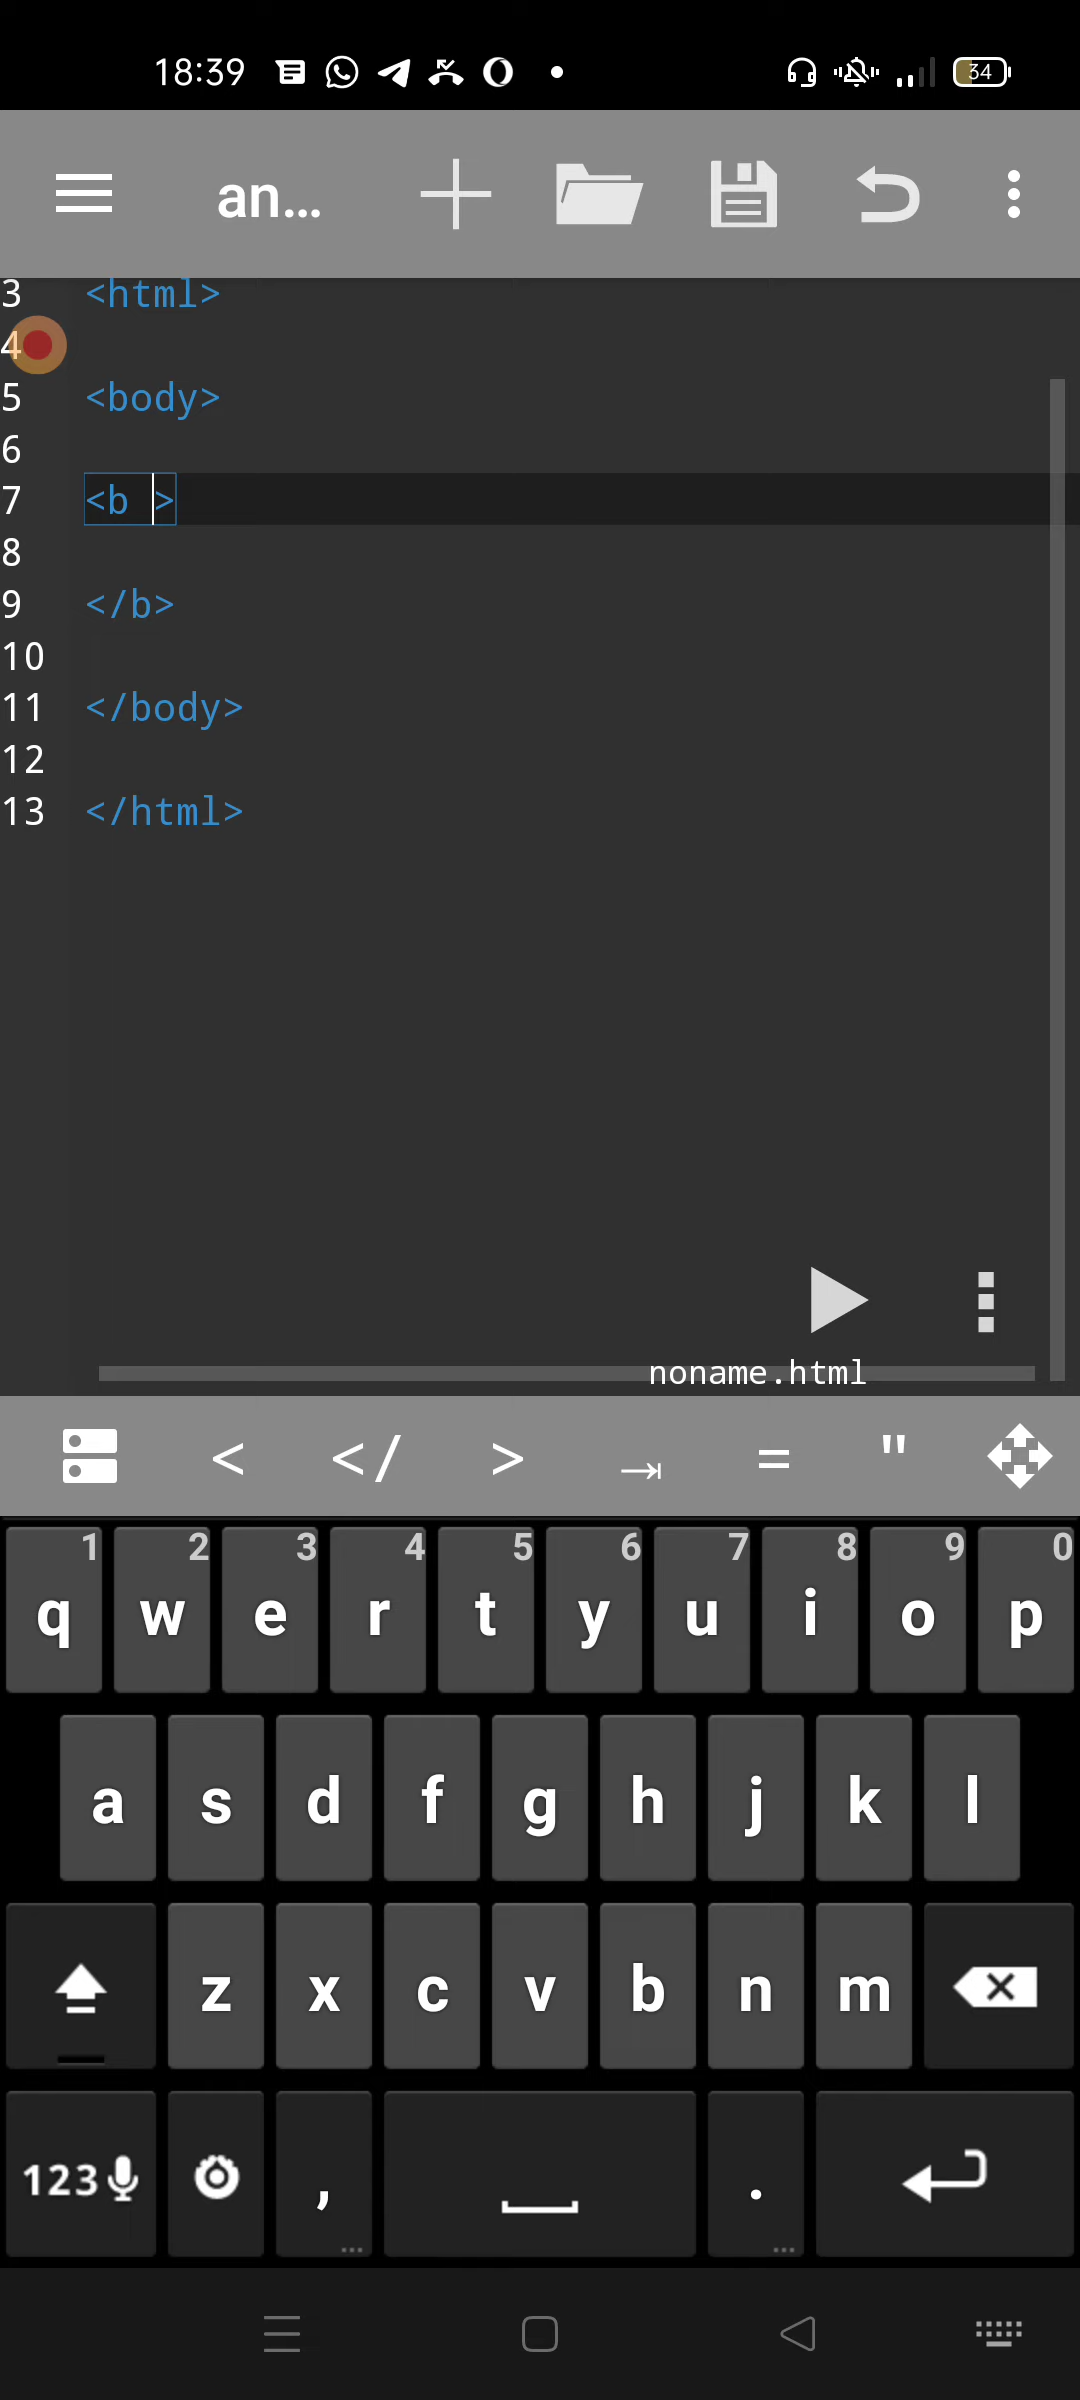 18:39 34
an...
3 <html>
4
5 <body>
6
7 <b >
8
9 </b>
10
11 </body>
12
13 </html>
noname.html
< </ > = "
1 2 3 4 5 6 7 8 9 0
q w e r t y u i o p
a s d f g h j k l
z x c v b n m
123 , .